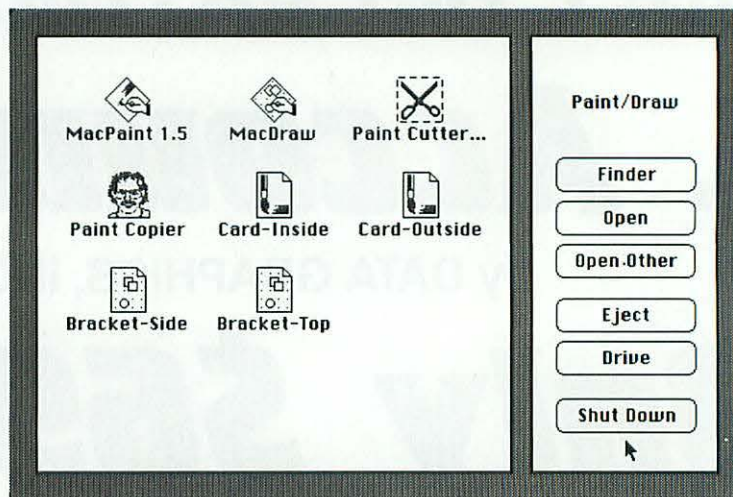 MacPaint 1.5 MacDraw Paint Cutter...
Paint Copier Card-Inside Card-Outside
Bracket-Side Bracket-Top
Paint/Draw
Finder
Open
Open Other
Eject
Drive
Shut Down